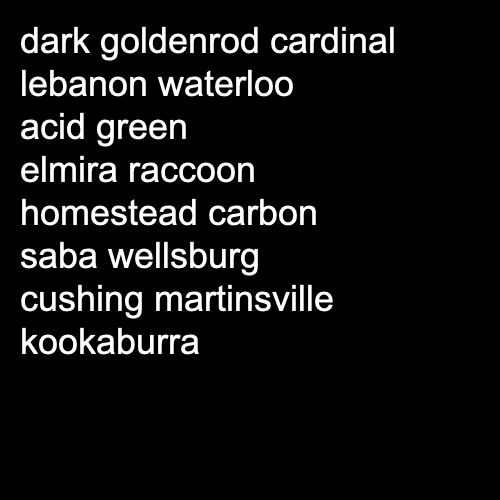 dark goldenrod cardinal
lebanon waterloo
acid green
elmira raccoon
homestead carbon
saba wellsburg
cushing martinsville
kookaburra